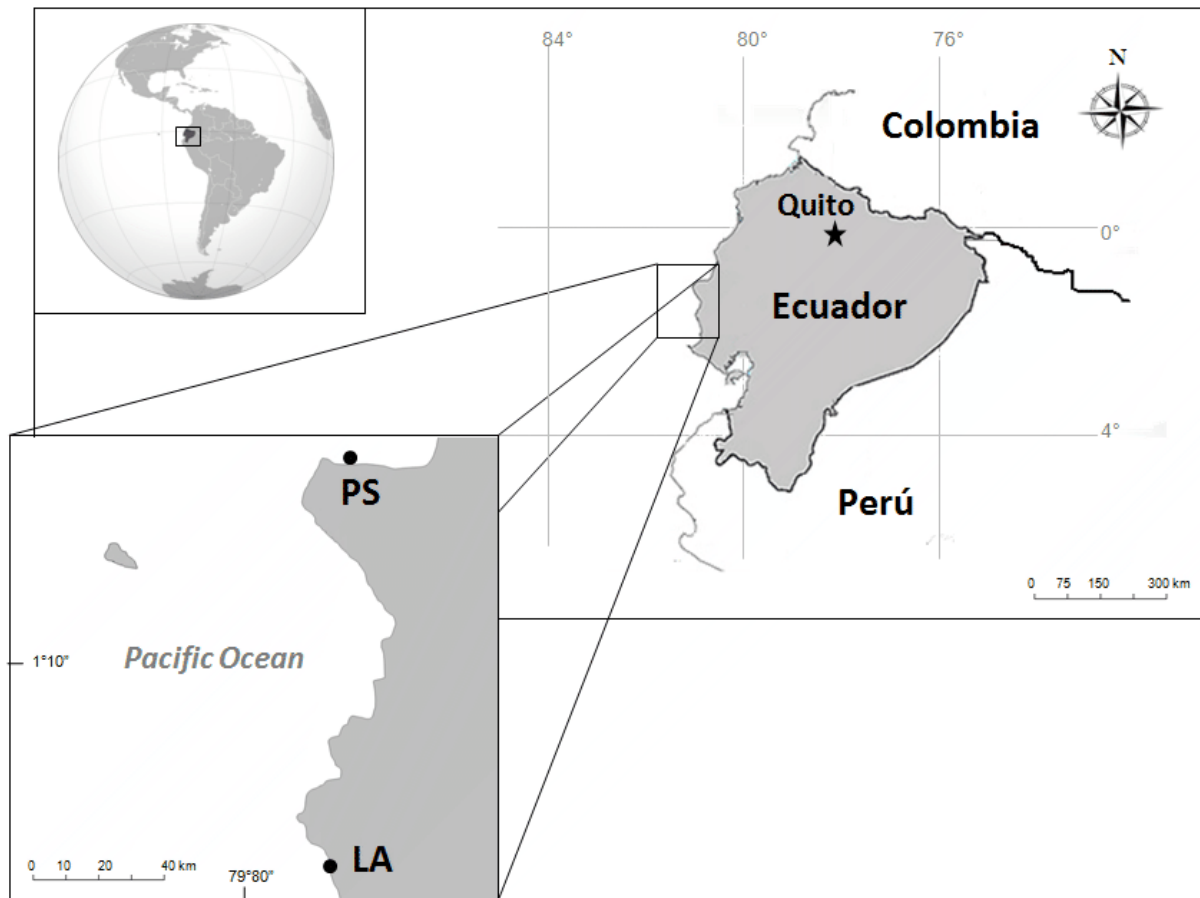 84°
80°
76°
N
Colombia
Quito
0°
Ecuador
4°
Perú
0 75 150 300 km
PS
1°10"
Pacific Ocean
LA
0 10 20 40 km
79°80"